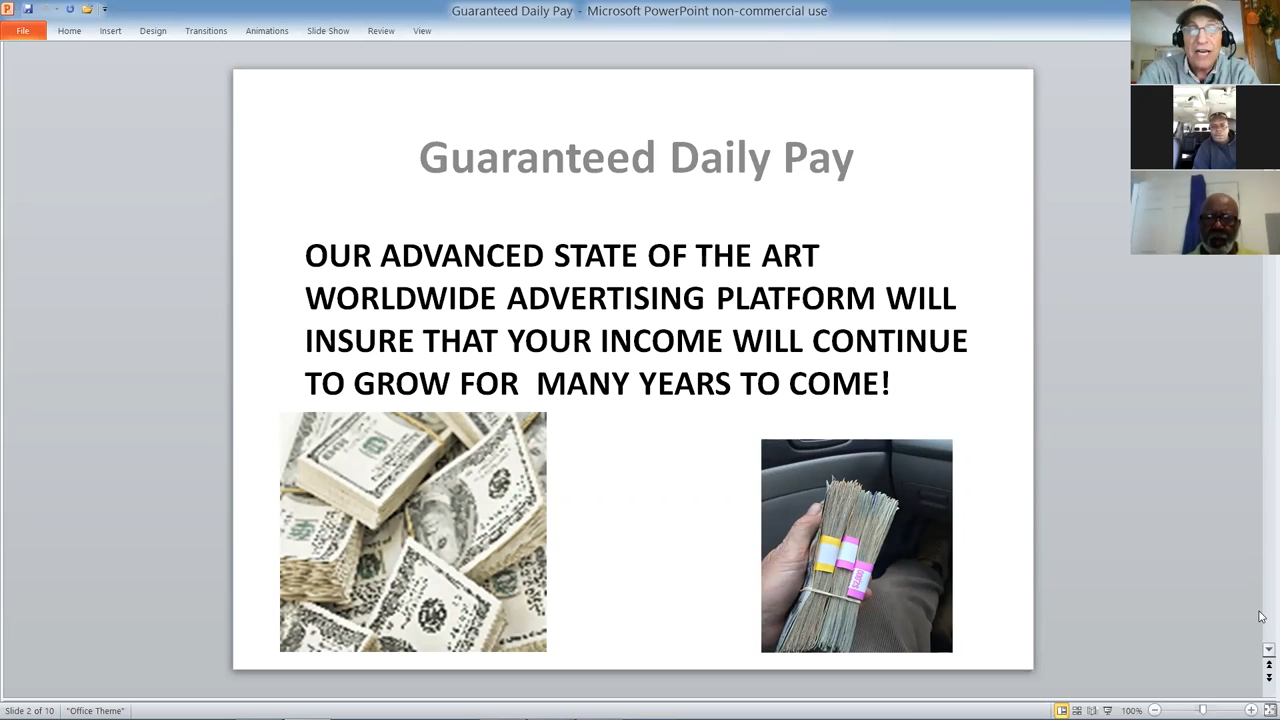 Guaranteed Daily Pay - Microsoft PowerPoint non-commercial use
File Home Insert Design Transitions Animations Slide Show Review View
Guaranteed Daily Pay
OUR ADVANCED STATE OF THE ART
WORLDWIDE ADVERTISING PLATFORM WILL
INSURE THAT YOUR INCOME WILL CONTINUE
TO GROW FOR MANY YEARS TO COME!
Slide 2 of 10 "Office Theme" 100%